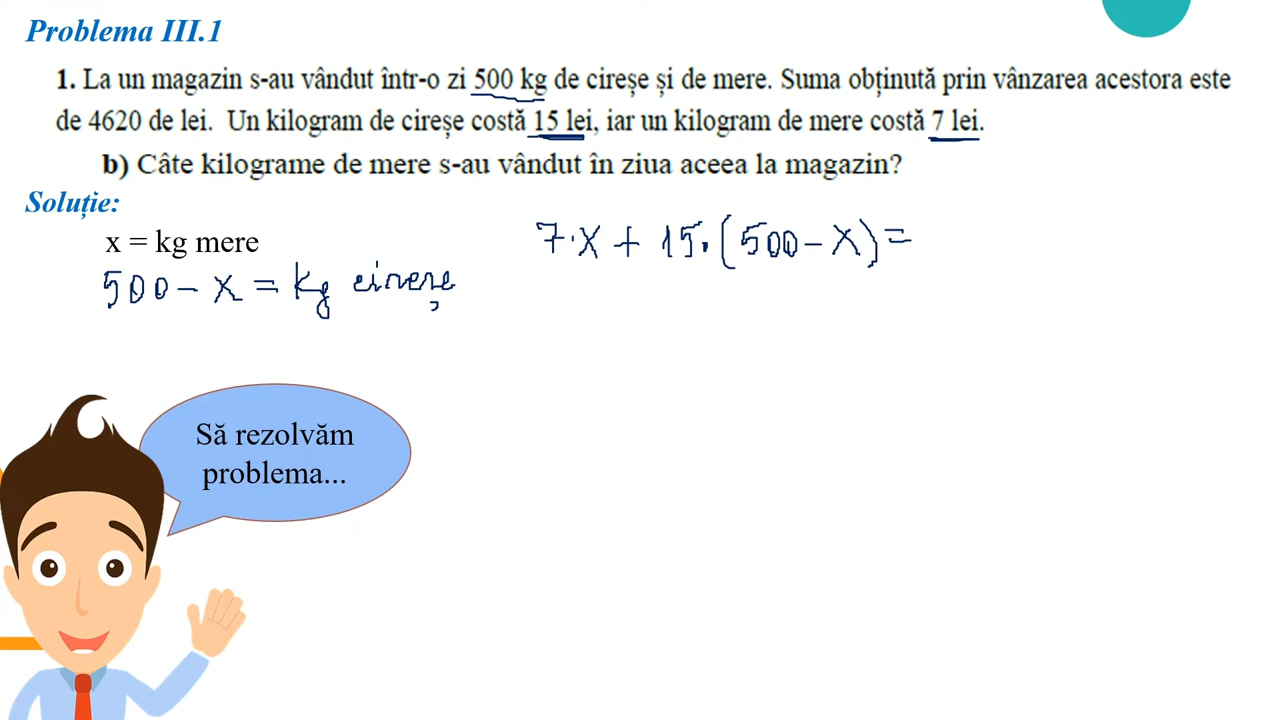 Problema III.1
1. La un magazin s-au vândut într-o zi 500 kg de cireșe și de mere. Suma obținută prin vânzarea acestora este
de 4620 de lei. Un kilogram de cireșe costă 15 lei, iar un kilogram de mere costă 7 lei.
b) Câte kilograme de mere s-au vândut în ziua aceea la magazin?
Soluție:
x = kg mere
500 - x = kg cireșe
7·x + 15·(500 - x) =
Să rezolvăm
problema...